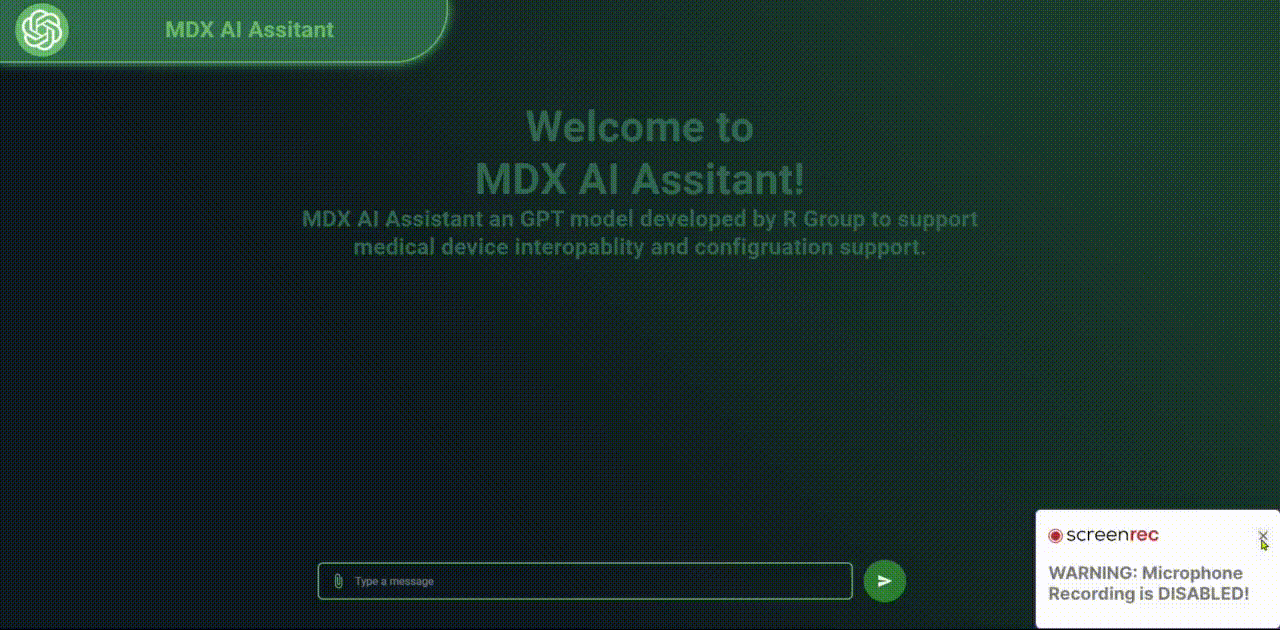 MDX AI Assitant
Welcome to
MDX AI Assitant!
MDX AI Assistant an GPT model developed by R Group to support
medical device interopablity and configruation support.
Type a message
screenrec
WARNING: Microphone
Recording is DISABLED!